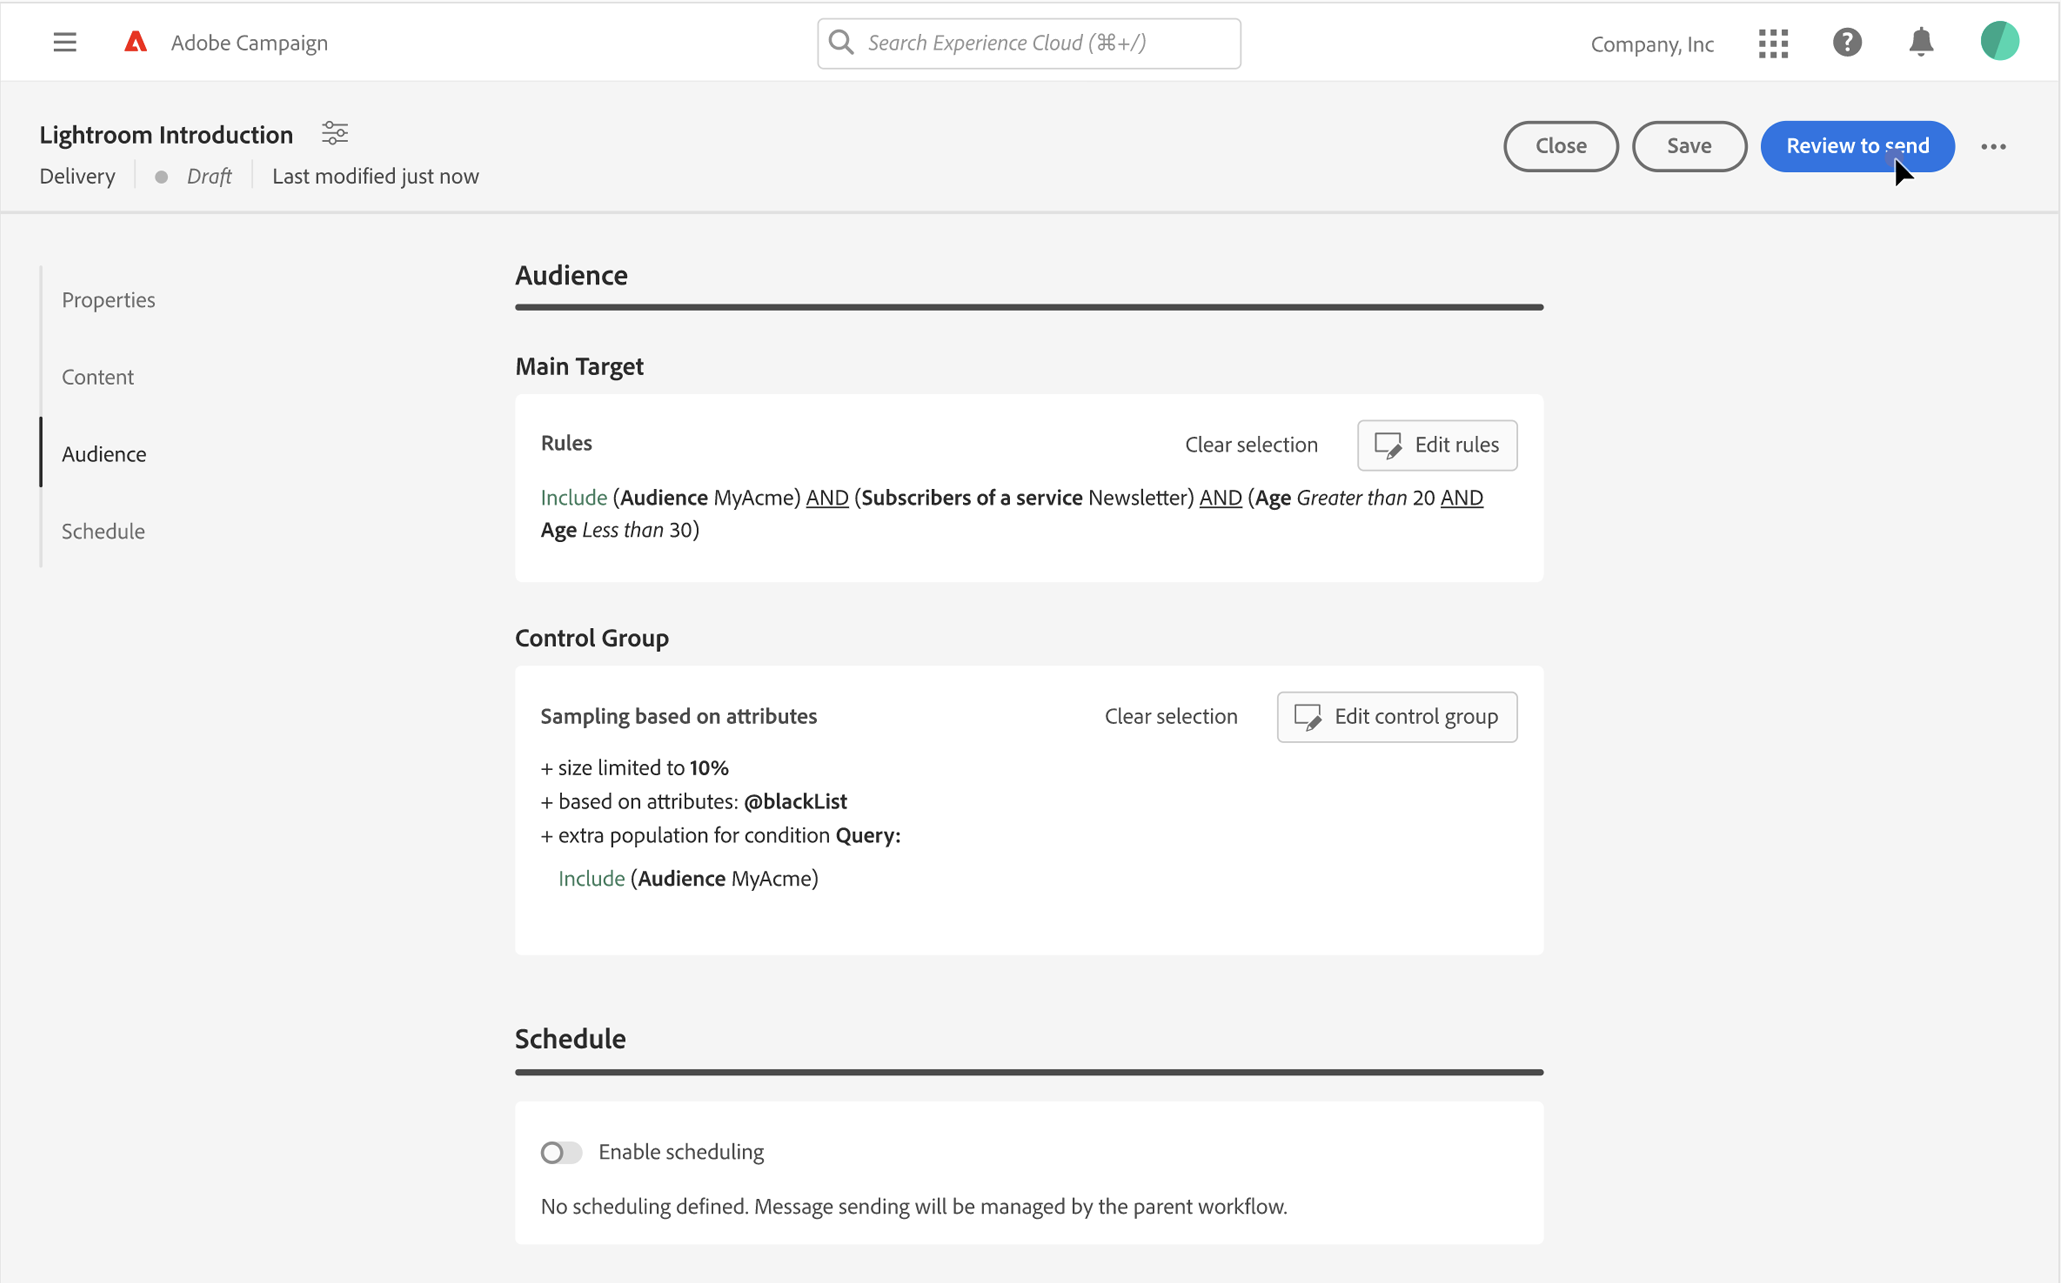 Adobe Campaign
Search Experience Cloud (⌘+/)
Company, Inc
Lightroom Introduction
Close
Save
Review to send
Delivery
Draft
Last modified just now
Properties
Content
Audience
Schedule
Audience
Main Target
Rules
Clear selection
Edit rules
Include (Audience MyAcme) AND (Subscribers of a service Newsletter) AND (Age Greater than 20 AND
Age Less than 30)
Control Group
Sampling based on attributes
Clear selection
Edit control group
+ size limited to 10%
+ based on attributes: @blackList
+ extra population for condition Query:
Include (Audience MyAcme)
Schedule
Enable scheduling
No scheduling defined. Message sending will be managed by the parent workflow.